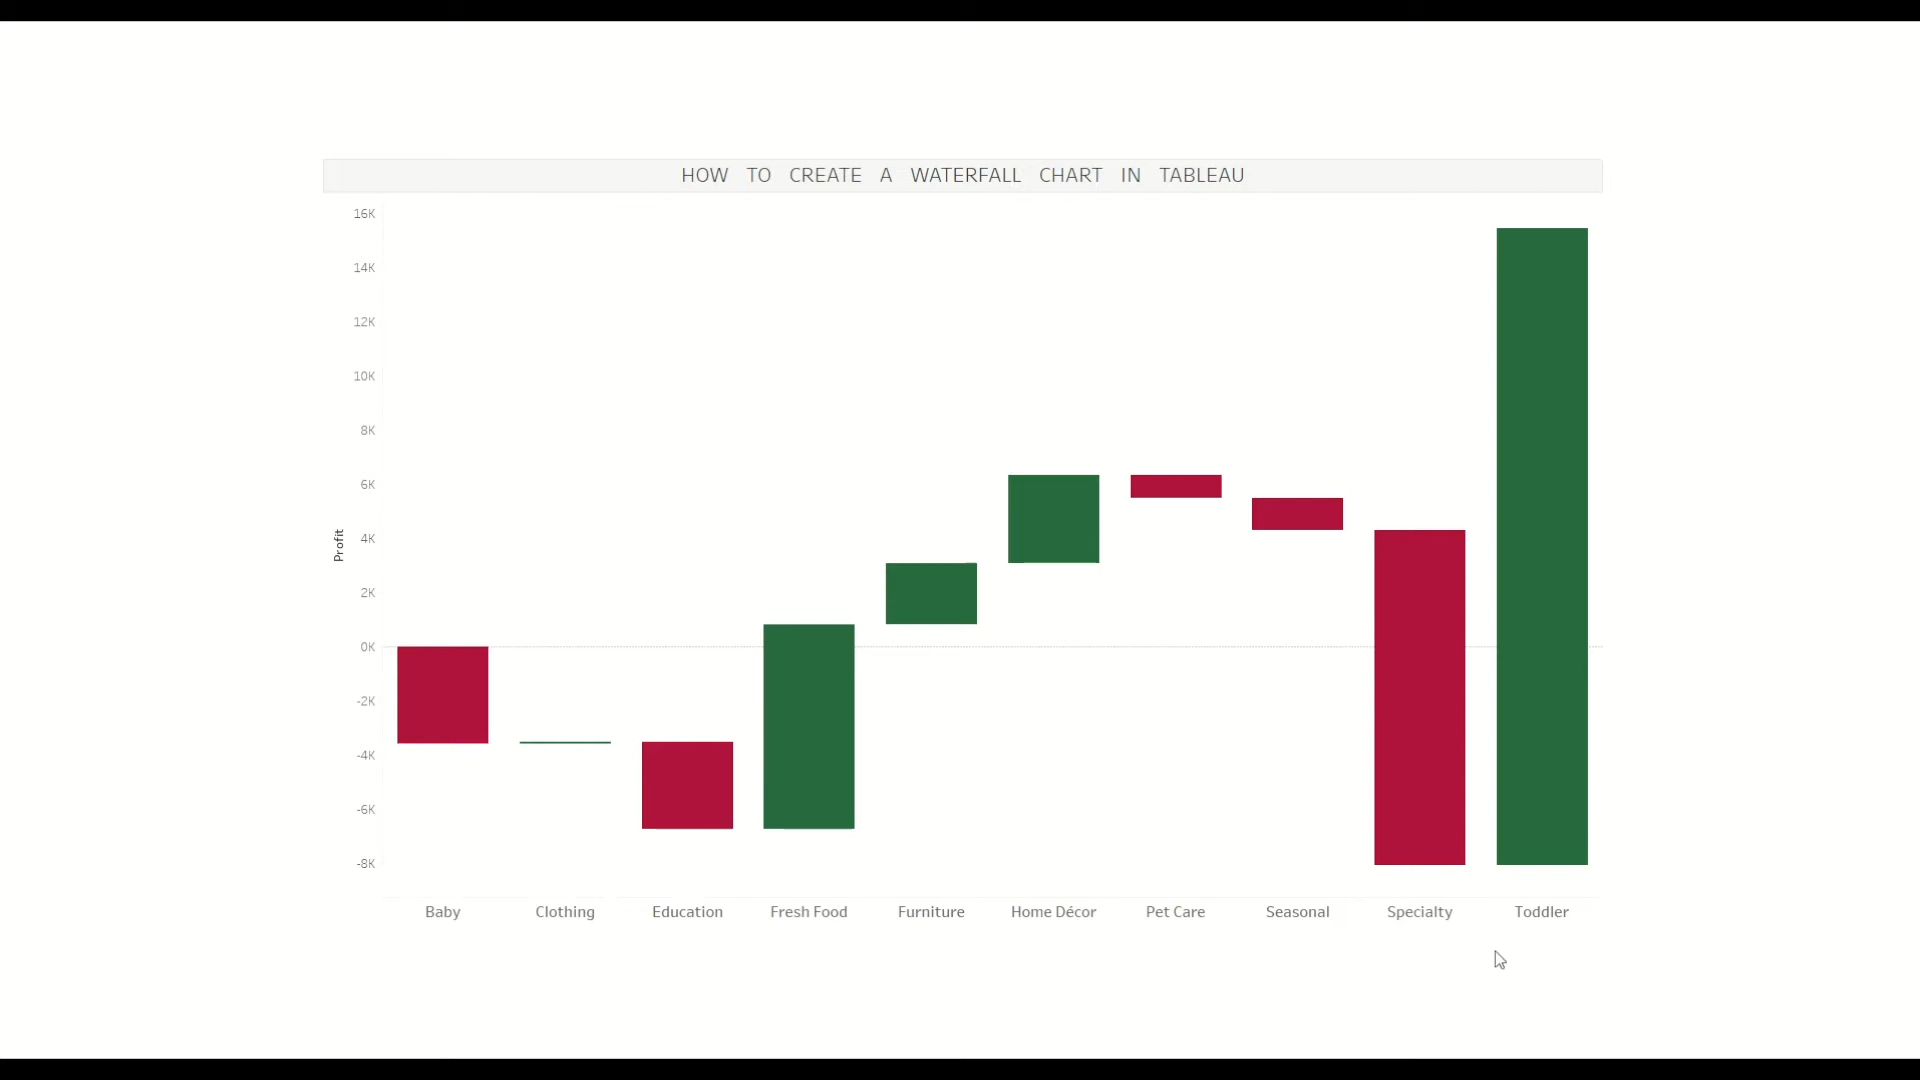 HOW TO CREATE A WATERFALL CHART IN TABLEAU
16K
14K
12K
10K
8K
6K
4K
2K
0K
-2K
-4K
-6K
-8K
Profit
Baby Clothing Education Fresh Food Furniture Home Décor Pet Care Seasonal Specialty Toddler